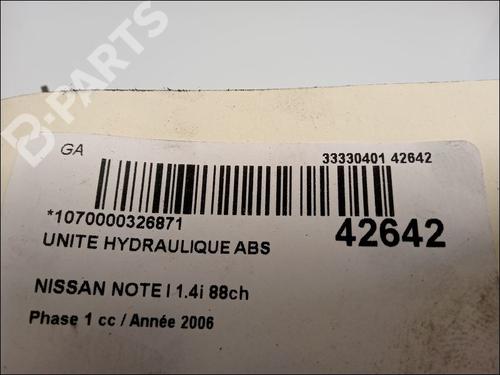 B-PARTS
GA
33330401 42642
*1070000326871
42642
UNITE HYDRAULIQUE ABS
NISSAN NOTE I 1.4i 88ch
Phase 1 cc / Année 2006